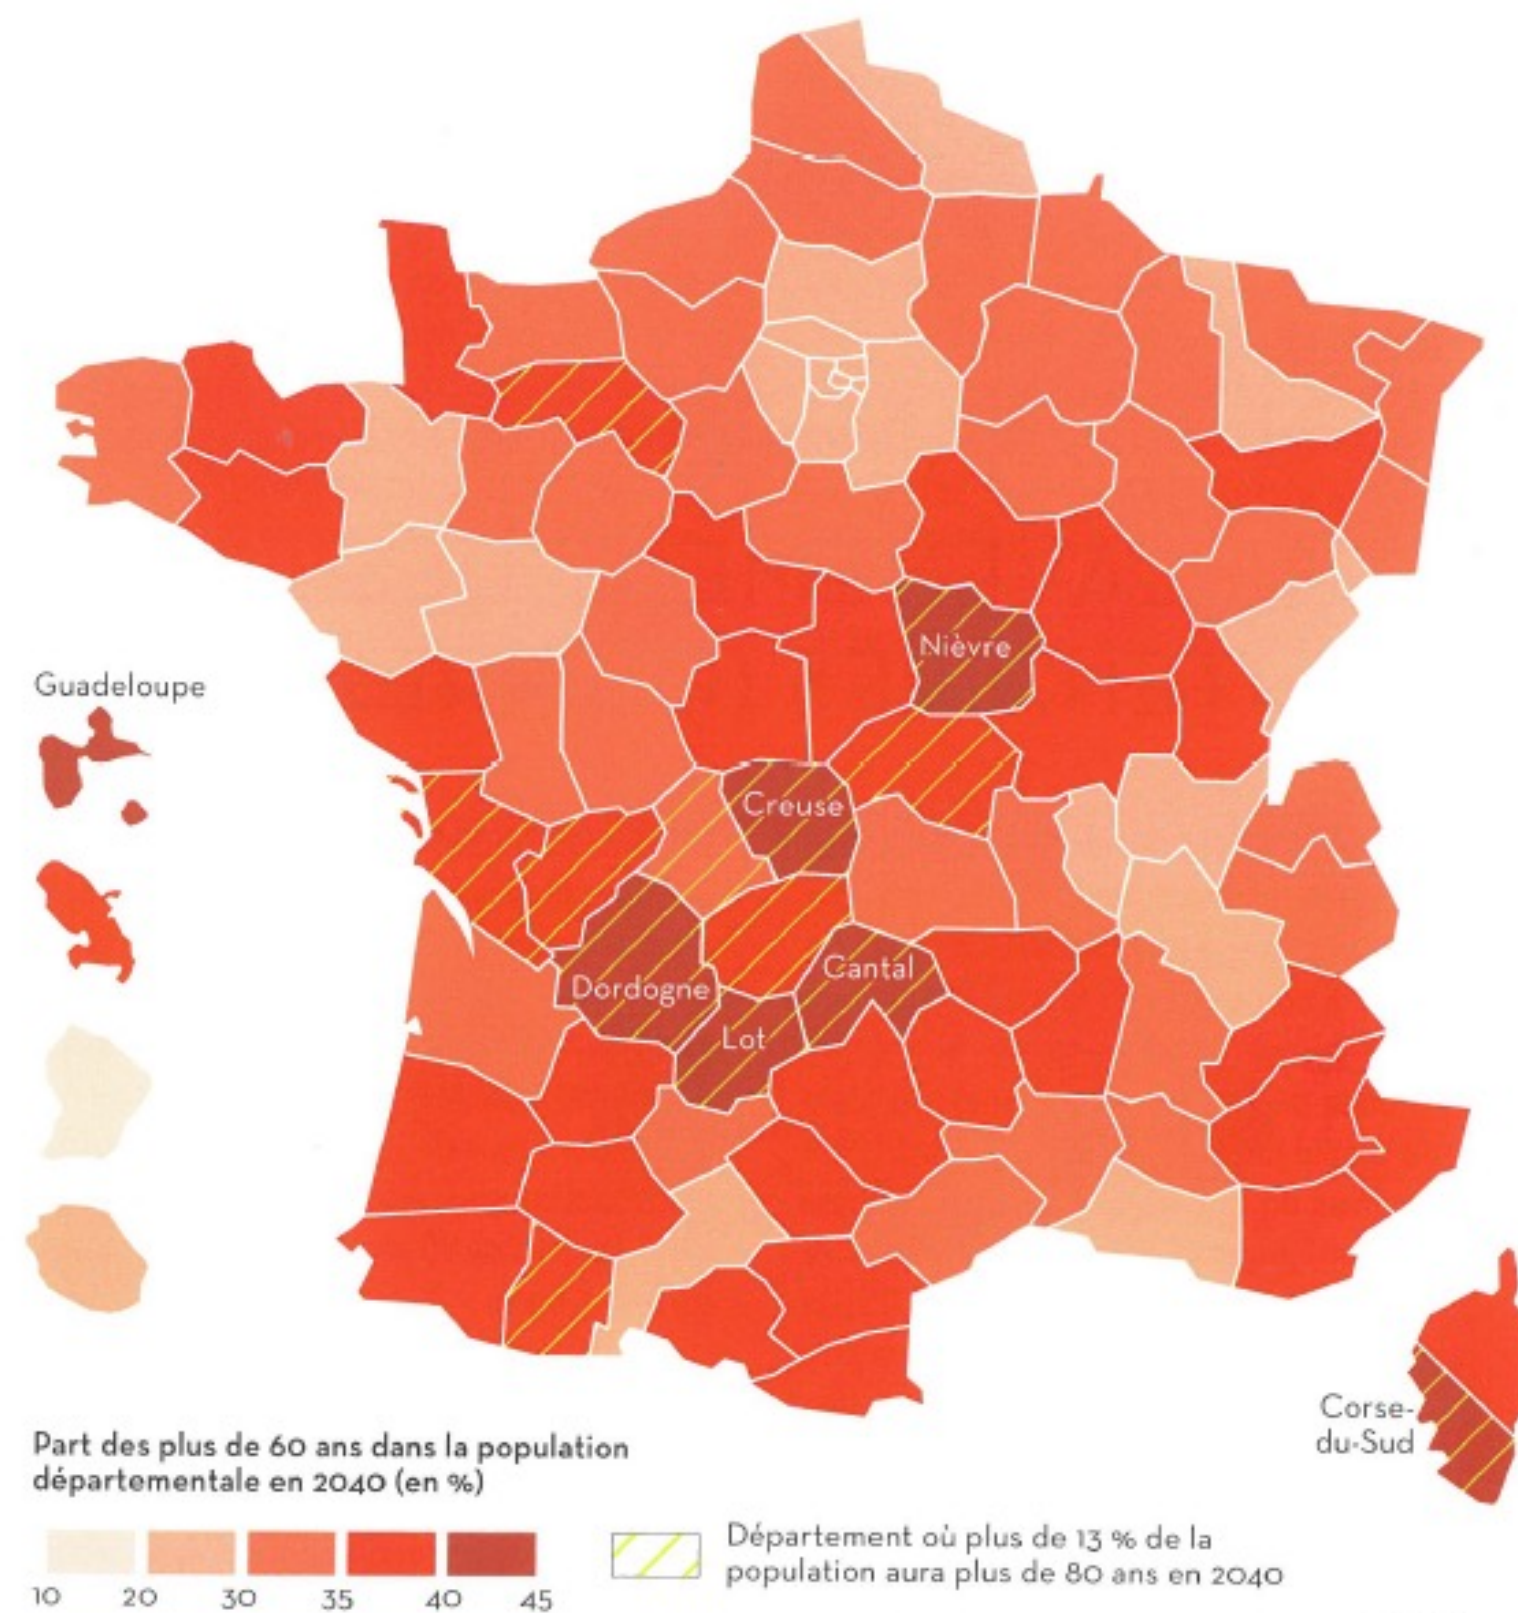 Nièvre
Guadeloupe
Creuse
Cantal
Dordogne
Lot
Corse-
du-Sud
Part des plus de 60 ans dans la population
départementale en 2040 (en %)
10 20 30 35 40 45
Département où plus de 13 % de la
population aura plus de 80 ans en 2040